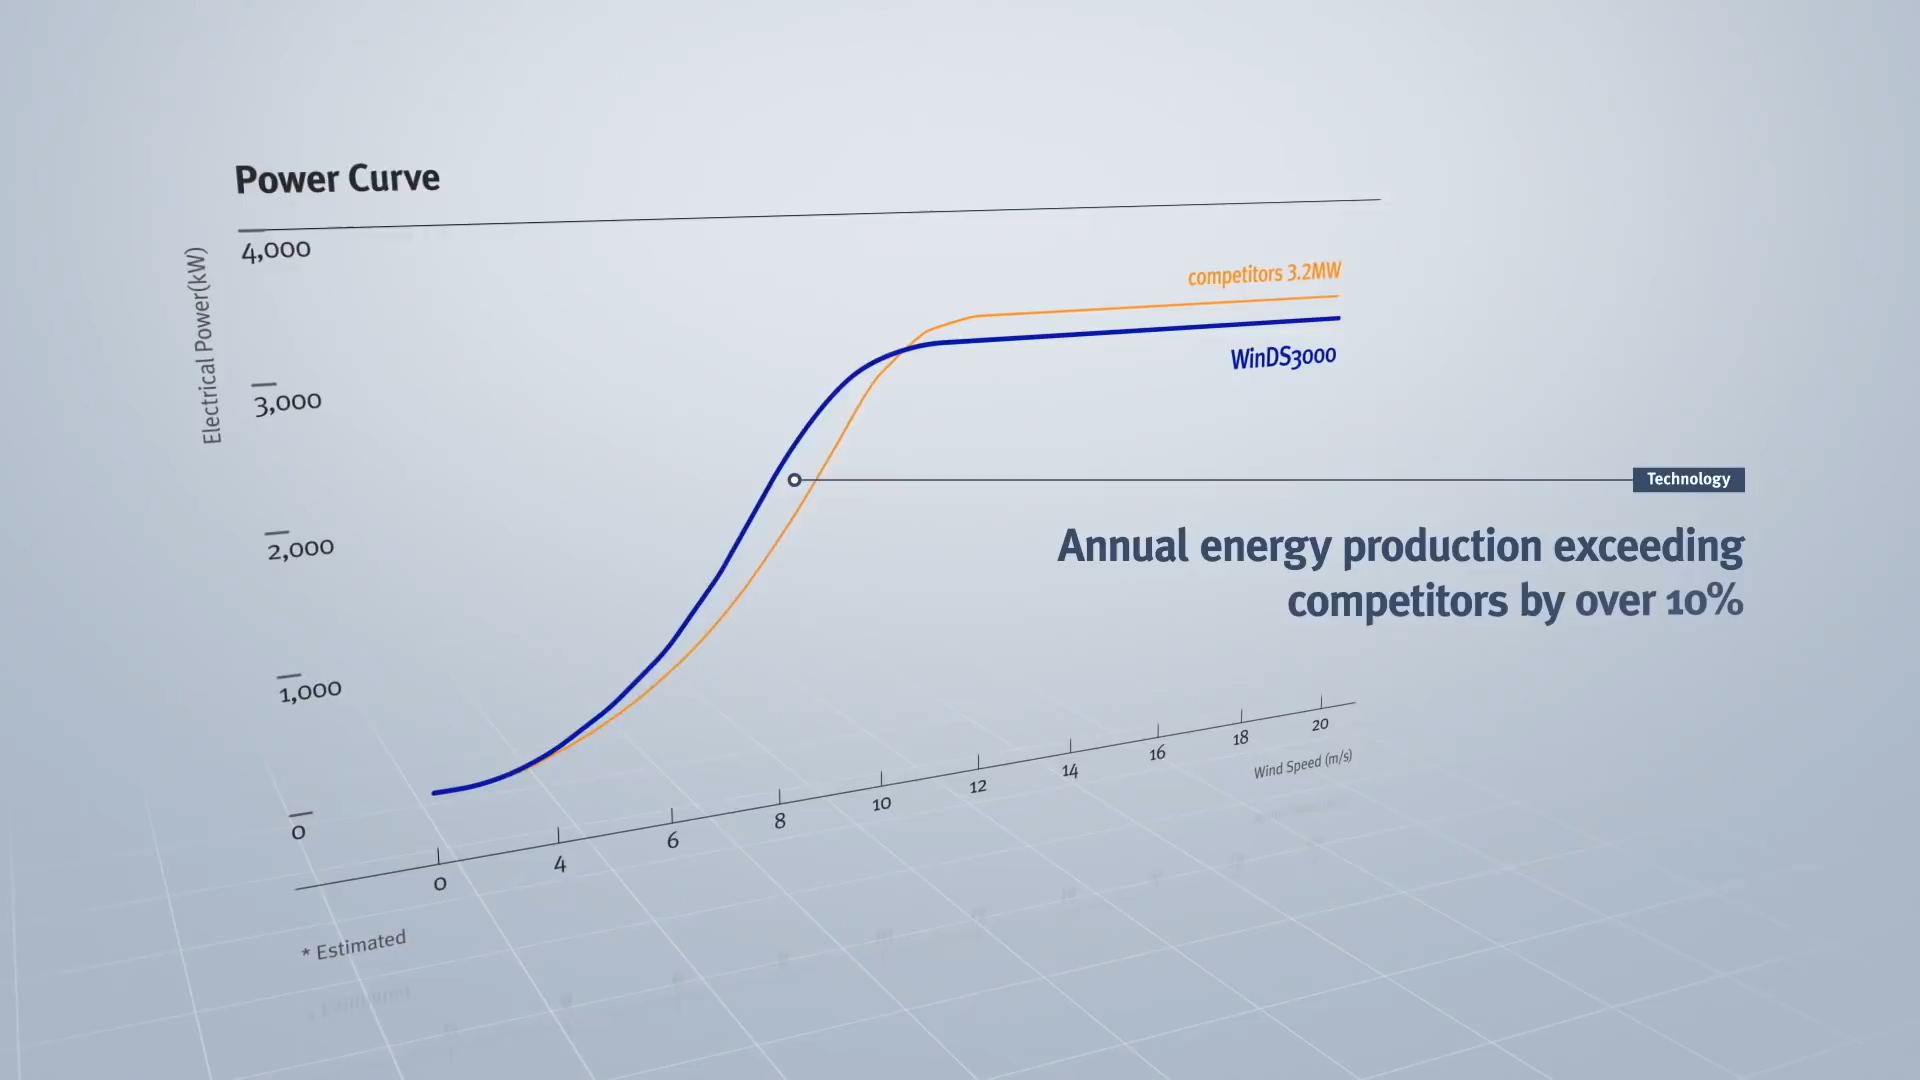 Power Curve
4,000
Electrical Power(kW)
competitors 3.2MW
WinDS3000
3,000
Technology
2,000
Annual energy production exceeding
competitors by over 10%
1,000
0
0 4 6 8 10 12 14 16 18 20
Wind Speed (m/s)
* Estimated